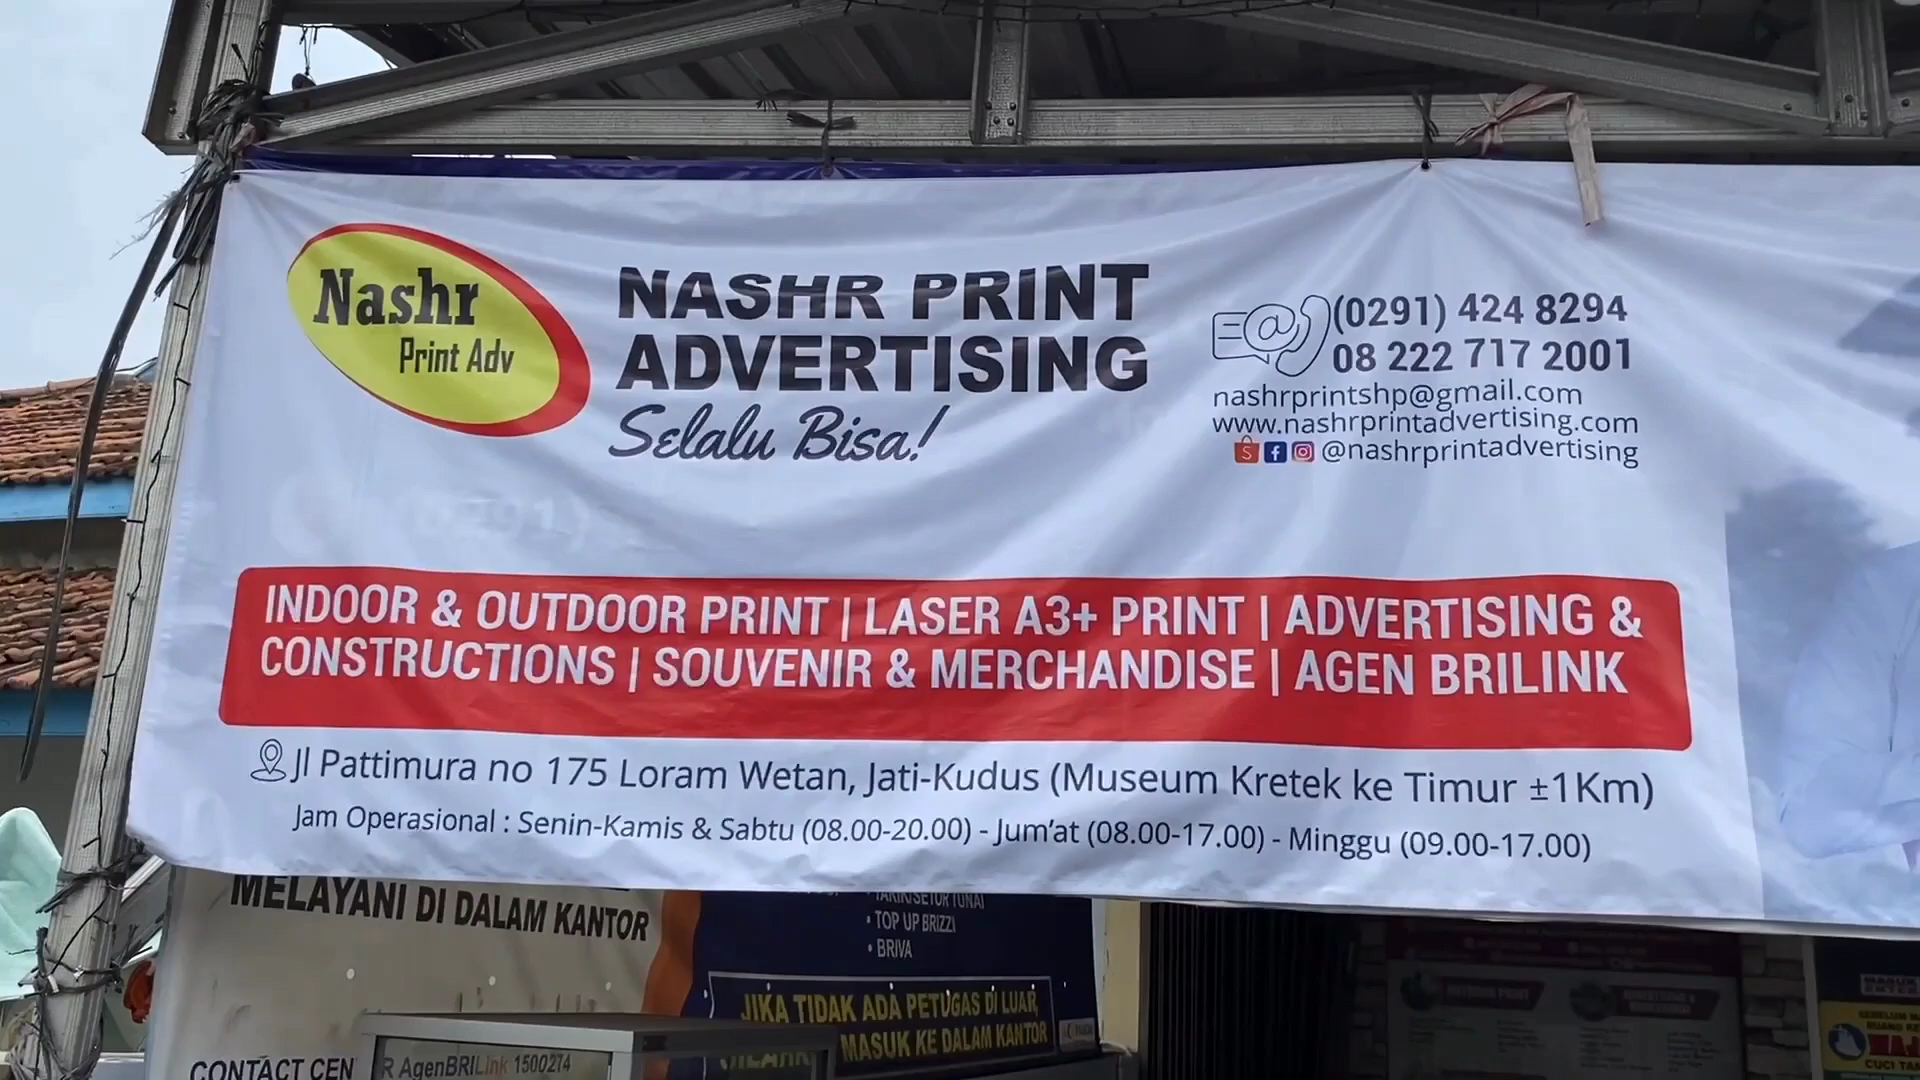 Nashr
Print Adv
NASHR PRINT
ADVERTISING
Selalu Bisa!
(0291) 424 8294
08 222 717 2001
nashrprintshp@gmail.com
www.nashrprintadvertising.com
@nashrprintadvertising
(0291)
INDOOR & OUTDOOR PRINT | LASER A3+ PRINT | ADVERTISING &
CONSTRUCTIONS | SOUVENIR & MERCHANDISE | AGEN BRILINK
Jl Pattimura no 175 Loram Wetan, Jati-Kudus (Museum Kretek ke Timur ±1Km)
Jam Operasional : Senin-Kamis & Sabtu (08.00-20.00) - Jum'at (08.00-17.00) - Minggu (09.00-17.00)
MELAYANI DI DALAM KANTOR
• TARIK/SETOR TUNAI
• TOP UP BRIZZI
• BRIVA
JIKA TIDAK ADA PETUGAS DI LUAR,
MASUK KE DALAM KANTOR
CONTACT CEN
R AgenBRILink 1500274